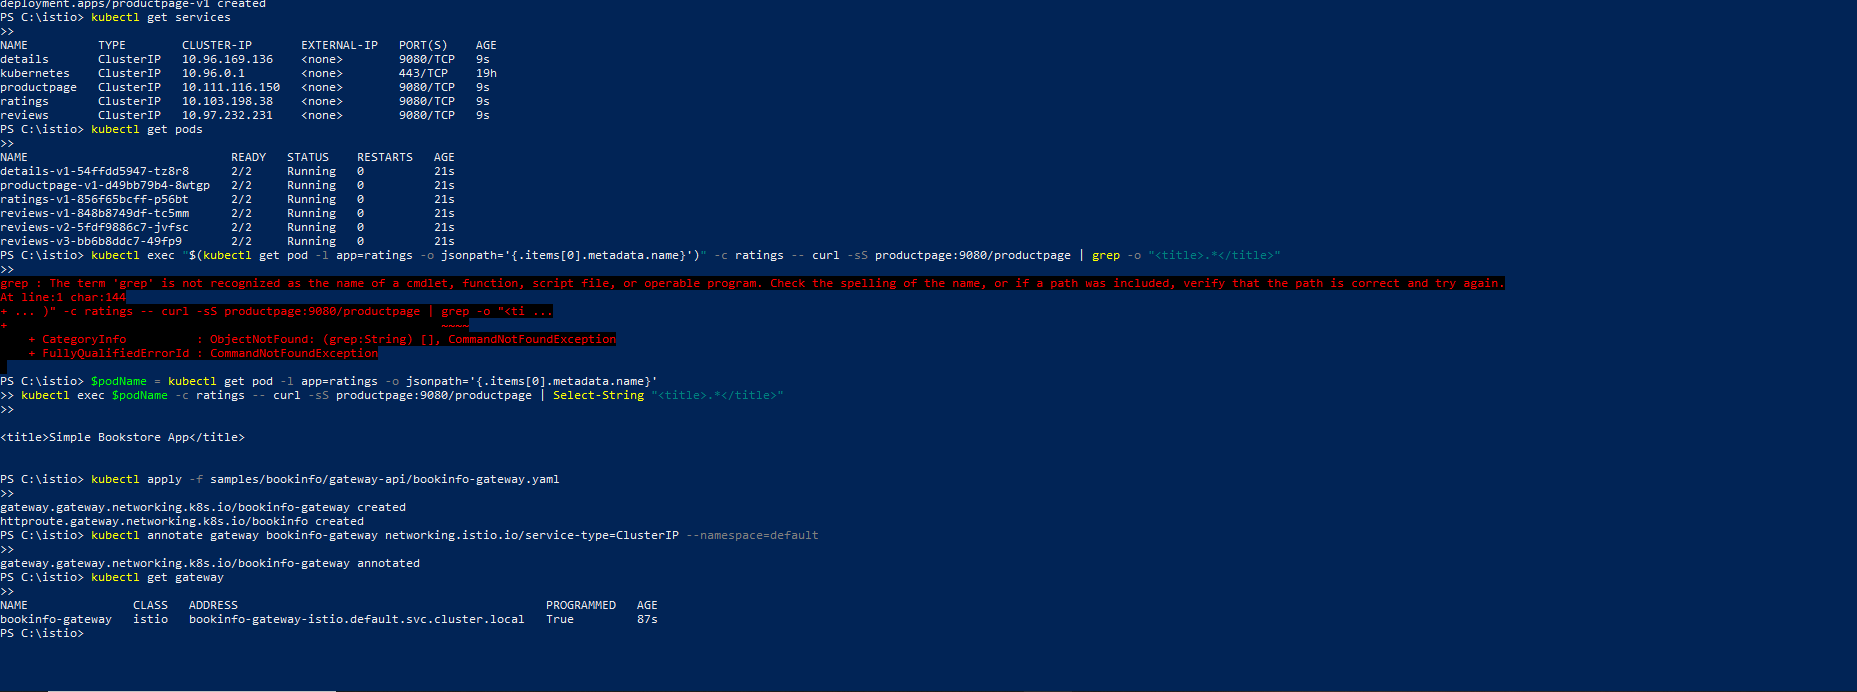 deployment.apps/productpage-v1 created
PS C:\istio> kubectl get services
>>
NAME          TYPE        CLUSTER-IP       EXTERNAL-IP   PORT(S)    AGE
details       ClusterIP   10.96.169.136    <none>        9080/TCP   9s
kubernetes    ClusterIP   10.96.0.1        <none>        443/TCP    19h
productpage   ClusterIP   10.111.116.150   <none>        9080/TCP   9s
ratings       ClusterIP   10.103.198.38    <none>        9080/TCP   9s
reviews       ClusterIP   10.97.232.231    <none>        9080/TCP   9s
PS C:\istio> kubectl get pods
>>
NAME                             READY   STATUS    RESTARTS   AGE
details-v1-54ffdd5947-tz8r8      2/2     Running   0          21s
productpage-v1-d49bb79b4-8wtgp   2/2     Running   0          21s
ratings-v1-856f65bcff-p56bt      2/2     Running   0          21s
reviews-v1-848b8749df-tc5mm      2/2     Running   0          21s
reviews-v2-5fdf9886c7-jvfsc      2/2     Running   0          21s
reviews-v3-bb6b8ddc7-49fp9       2/2     Running   0          21s
PS C:\istio> kubectl exec "$(kubectl get pod -l app=ratings -o jsonpath='{.items[0].metadata.name}')" -c ratings -- curl -sS productpage:9080/productpage | grep -o "<title>.*</title>"
>>
grep : The term 'grep' is not recognized as the name of a cmdlet, function, script file, or operable program. Check the spelling of the name, or if a path was included, verify that the path is correct and try again.
At line:1 char:144
+ ... )" -c ratings -- curl -sS productpage:9080/productpage | grep -o "<ti ...
+                                                              ~~~~
    + CategoryInfo          : ObjectNotFound: (grep:String) [], CommandNotFoundException
    + FullyQualifiedErrorId : CommandNotFoundException
PS C:\istio> $podName = kubectl get pod -l app=ratings -o jsonpath='{.items[0].metadata.name}'
>> kubectl exec $podName -c ratings -- curl -sS productpage:9080/productpage | Select-String "<title>.*</title>"
>>
<title>Simple Bookstore App</title>
PS C:\istio> kubectl apply -f samples/bookinfo/gateway-api/bookinfo-gateway.yaml
>>
gateway.gateway.networking.k8s.io/bookinfo-gateway created
httproute.gateway.networking.k8s.io/bookinfo created
PS C:\istio> kubectl annotate gateway bookinfo-gateway networking.istio.io/service-type=ClusterIP --namespace=default
>>
gateway.gateway.networking.k8s.io/bookinfo-gateway annotated
PS C:\istio> kubectl get gateway
>>
NAME               CLASS   ADDRESS                                            PROGRAMMED   AGE
bookinfo-gateway   istio   bookinfo-gateway-istio.default.svc.cluster.local   True         87s
PS C:\istio>